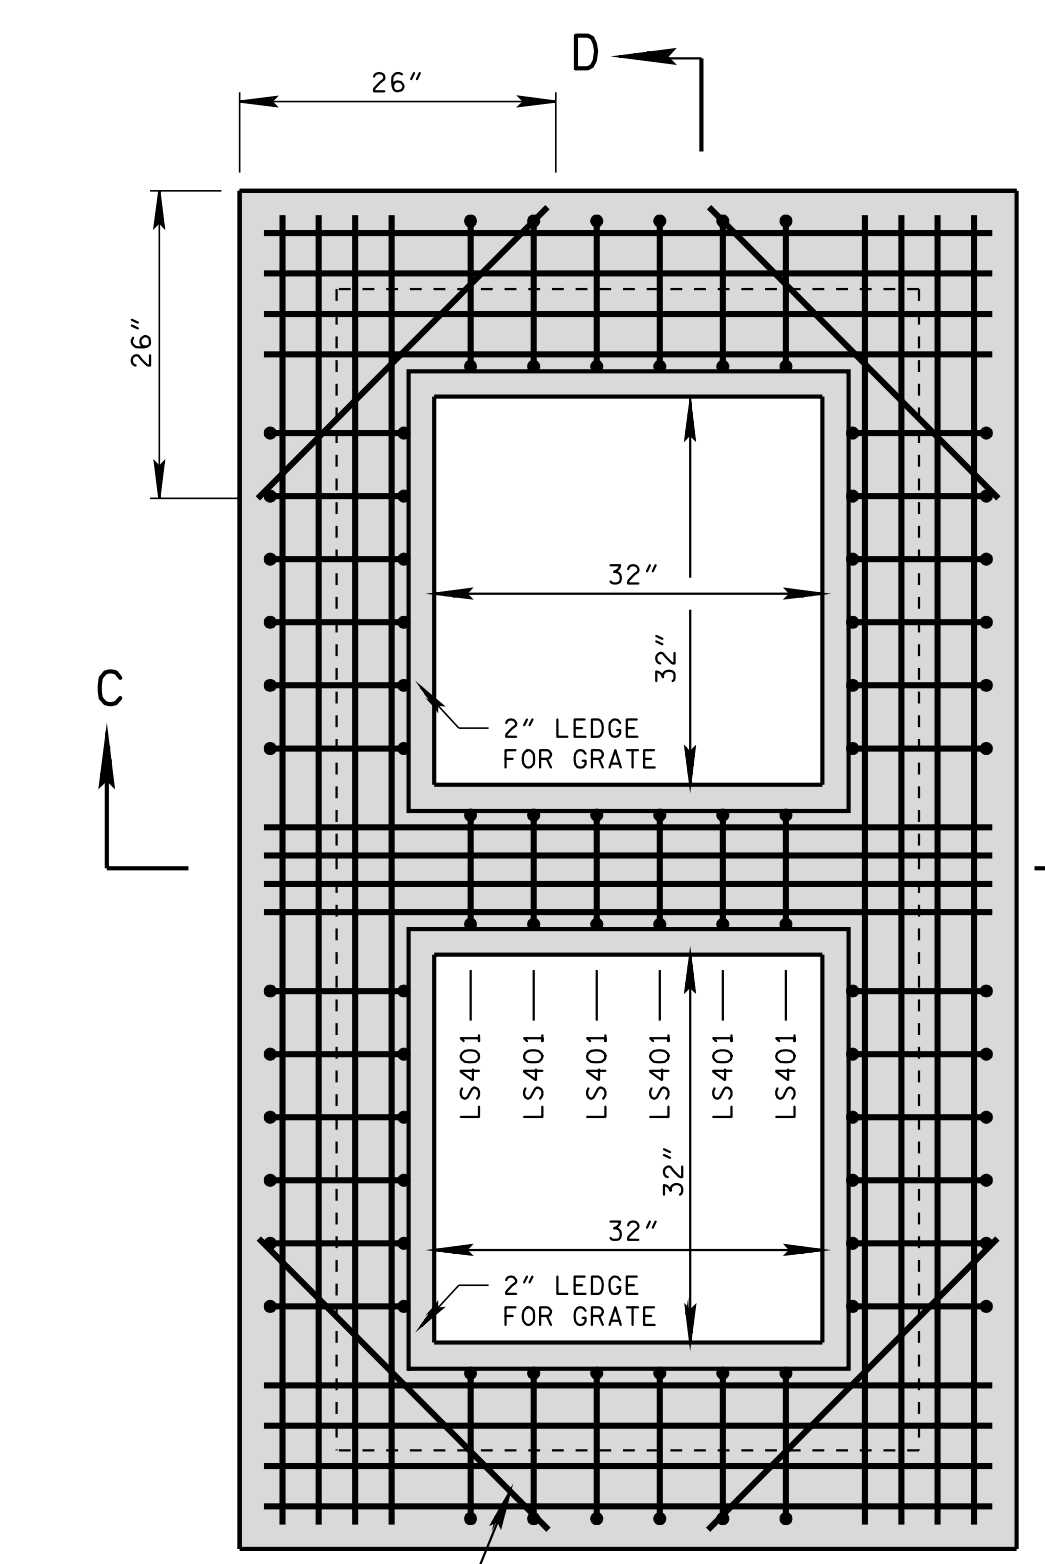 D
26"
26"
32"
32"
C
2" LEDGE
FOR GRATE
LS401
LS401
LS401
LS401
LS401
LS401
32"
32"
2" LEDGE
FOR GRATE